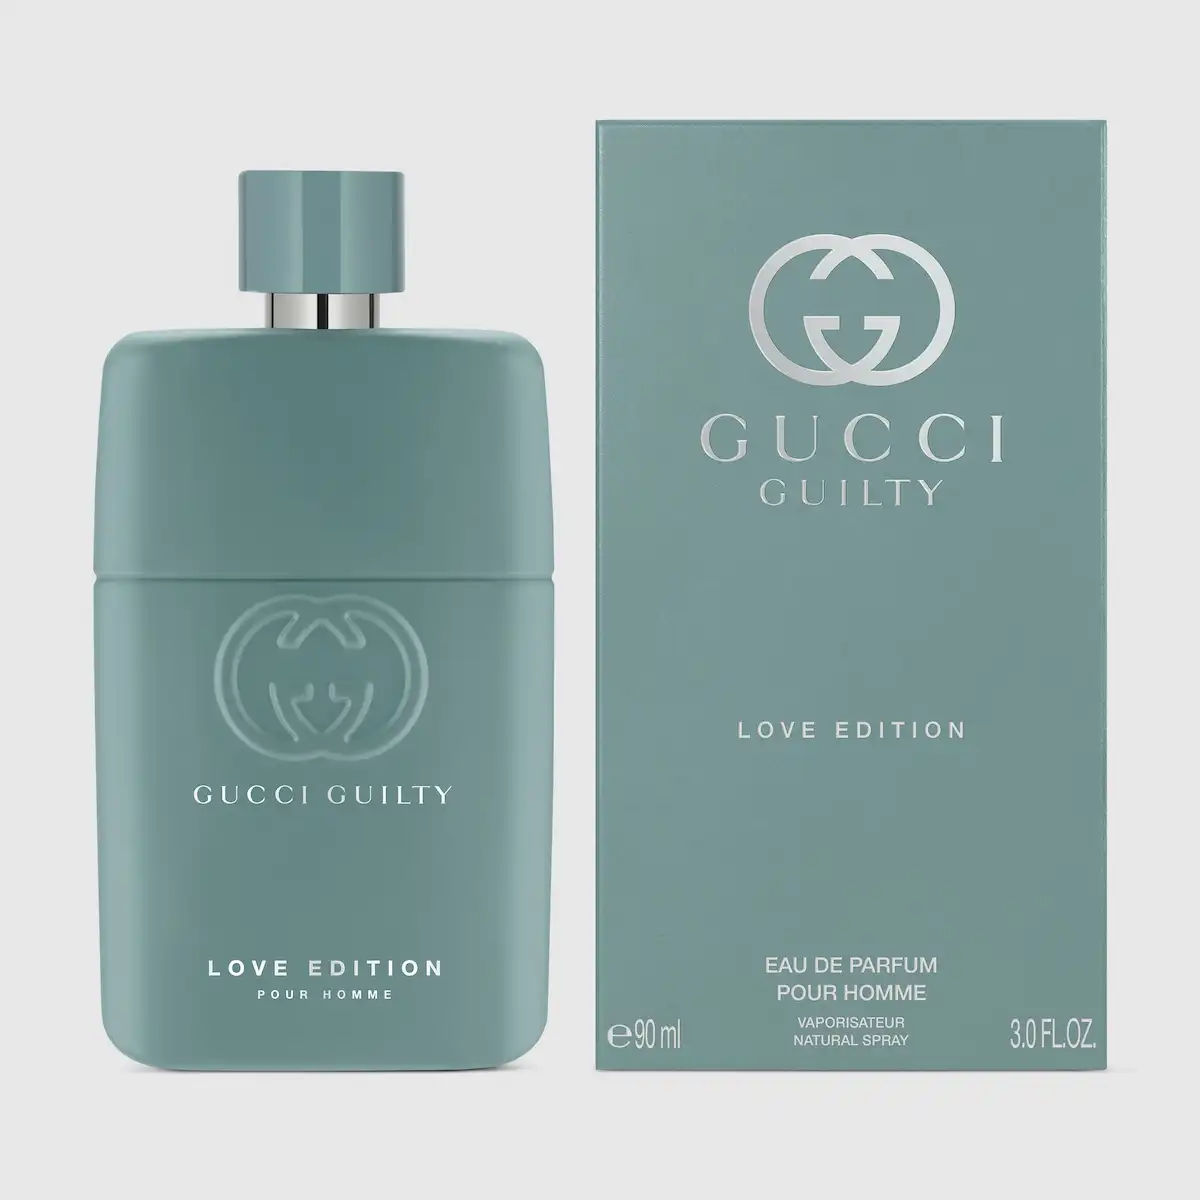 GUCCI GUILTY
LOVE EDITION
POUR HOMME
GUCCI
GUILTY
LOVE EDITION
EAU DE PARFUM
POUR HOMME
VAPORISATEUR
NATURAL SPRAY
℮90 ml
3.0 FL.OZ.